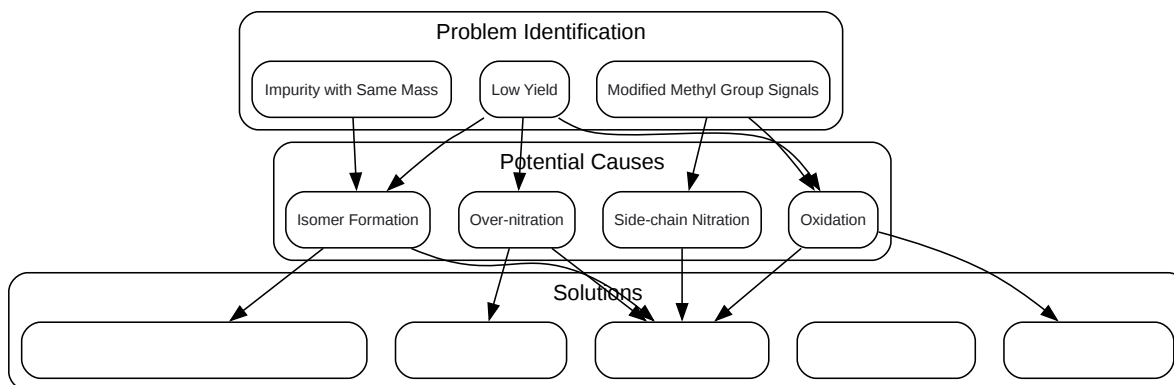 Problem Identification
Impurity with Same Mass
Low Yield
Modified Methyl Group Signals
Potential Causes
Isomer Formation
Over-nitration
Side-chain Nitration
Oxidation
Solutions